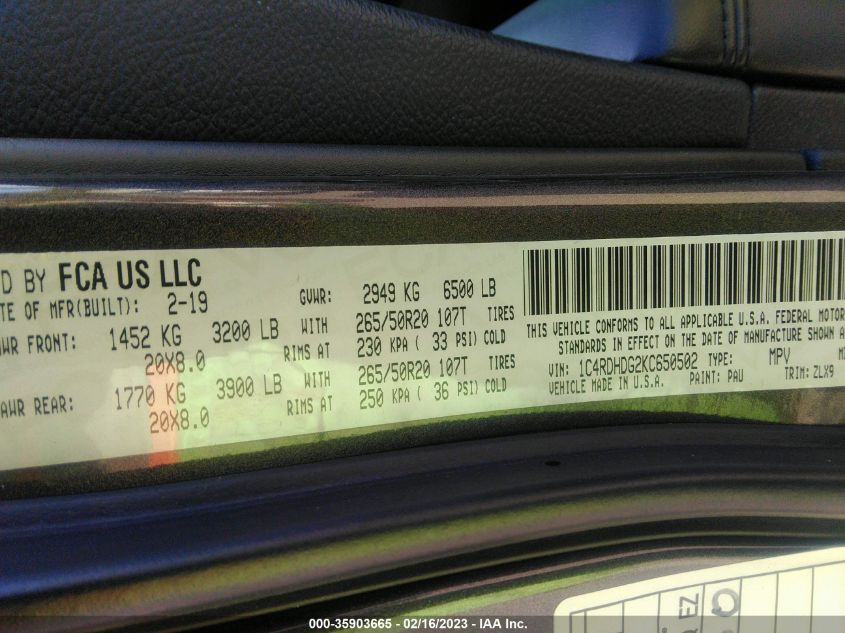 D BY FCA US LLC
TE OF MFR(BUILT): 2-19
GVWR: 2949 KG 6500 LB
AWR FRONT: 1452 KG 3200 LB WITH 265/50R20 107T TIRES
20X8.0 RIMS AT 230 KPA ( 33 PSI) COLD
AWR REAR: 1770 KG 3900 LB WITH 265/50R20 107T TIRES
20X8.0 RIMS AT 250 KPA ( 36 PSI) COLD
THIS VEHICLE CONFORMS TO ALL APPLICABLE U.S.A. FEDERAL MOTOR
STANDARDS IN EFFECT ON THE DATE OF MANUFACTURE SHOWN A
VIN: 1C4RDHDG2KC650502 TYPE: MPV
VEHICLE MADE IN U.S.A. PAINT: PAU TRIM: ZLX9
000-35903665 - 02/16/2023 - IAA Inc.